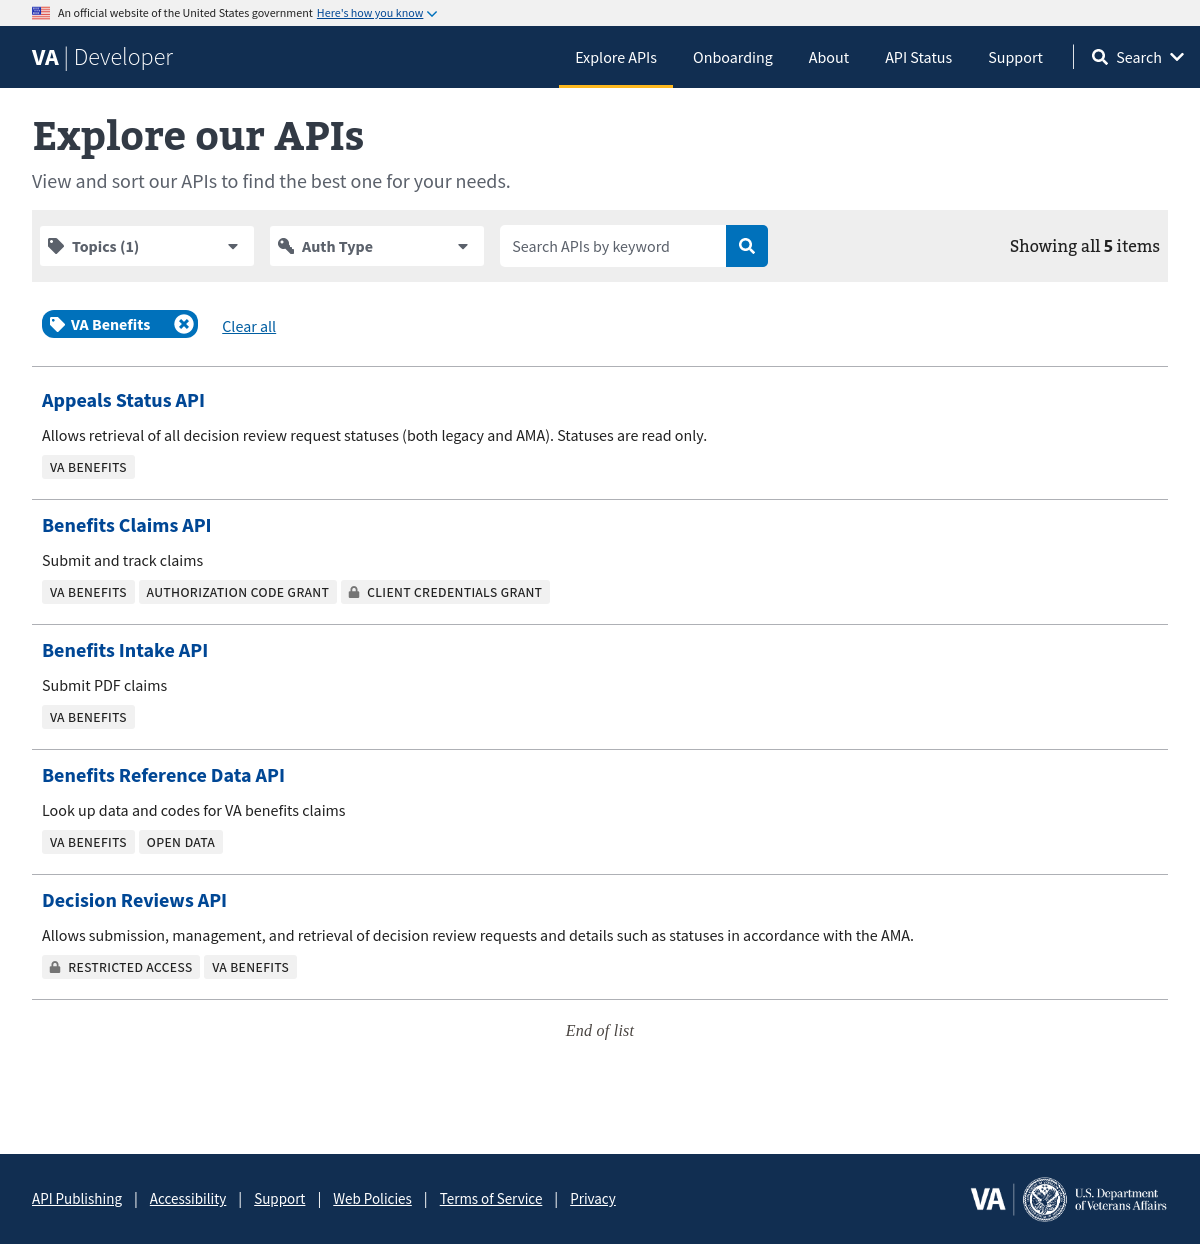 An official website of the United States government Here's how you know
VA | Developer
Explore APIs
Onboarding
About
API Status
Support
Search
Explore our APIs
View and sort our APIs to find the best one for your needs.
Topics (1)
Auth Type
Search APIs by keyword
Showing all 5 items
VA Benefits
Clear all
Appeals Status API
Allows retrieval of all decision review request statuses (both legacy and AMA). Statuses are read only.
VA BENEFITS
Benefits Claims API
Submit and track claims
VA BENEFITS AUTHORIZATION CODE GRANT CLIENT CREDENTIALS GRANT
Benefits Intake API
Submit PDF claims
VA BENEFITS
Benefits Reference Data API
Look up data and codes for VA benefits claims
VA BENEFITS OPEN DATA
Decision Reviews API
Allows submission, management, and retrieval of decision review requests and details such as statuses in accordance with the AMA.
RESTRICTED ACCESS VA BENEFITS
End of list
API Publishing | Accessibility | Support | Web Policies | Terms of Service | Privacy
VA
U.S. Department
of Veterans Affairs